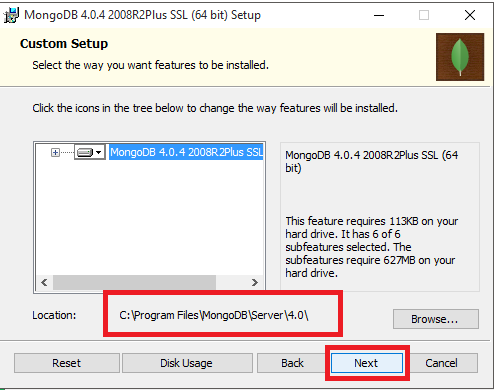 MongoDB 4.0.4 2008R2Plus SSL (64 bit) Setup
Custom Setup
Select the way you want features to be installed.
Click the icons in the tree below to change the way features will be installed.
MongoDB 4.0.4 2008R2Plus SSL
MongoDB 4.0.4 2008R2Plus SSL (64
bit)
This feature requires 113KB on your
hard drive. It has 6 of 6
subfeatures selected. The
subfeatures require 627MB on your
hard drive.
Location:
C:\Program Files\MongoDB\Server\4.0\
Browse...
Reset
Disk Usage
Back
Next
Cancel